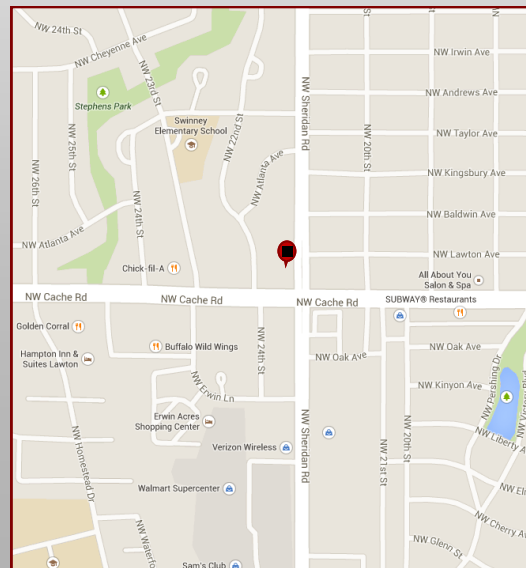 NW 24th St
NW Cheyenne Ave
NW 23rd St
Stephens Park
Swinney
Elementary School
NW 22nd St
NW Atlanta Ave
NW Sheridan Rd
NW 20th St
NW Irwin Ave
NW Andrews Ave
NW Taylor Ave
NW Kingsbury Ave
NW Baldwin Ave
NW Lawton Ave
NW 26th St
NW 25th St
NW 24th St
NW Atlanta Ave
Chick-fil-A
All About You
Salon & Spa
NW Cache Rd
NW Cache Rd
NW Cache Rd
SUBWAY® Restaurants
Golden Corral
Buffalo Wild Wings
Hampton Inn &
Suites Lawton
NW 24th St
NW Oak Ave
NW Oak Ave
NW Kinyon Ave
NW Pershing Dr
NW Erwin Ln
Erwin Acres
Shopping Center
Verizon Wireless
NW Sheridan Rd
NW 21st St
NW 20th St
NW Liberty
NW Homestead Dr
Walmart Supercenter
NW Cherry Ave
NW Glenn St
Sam's Club